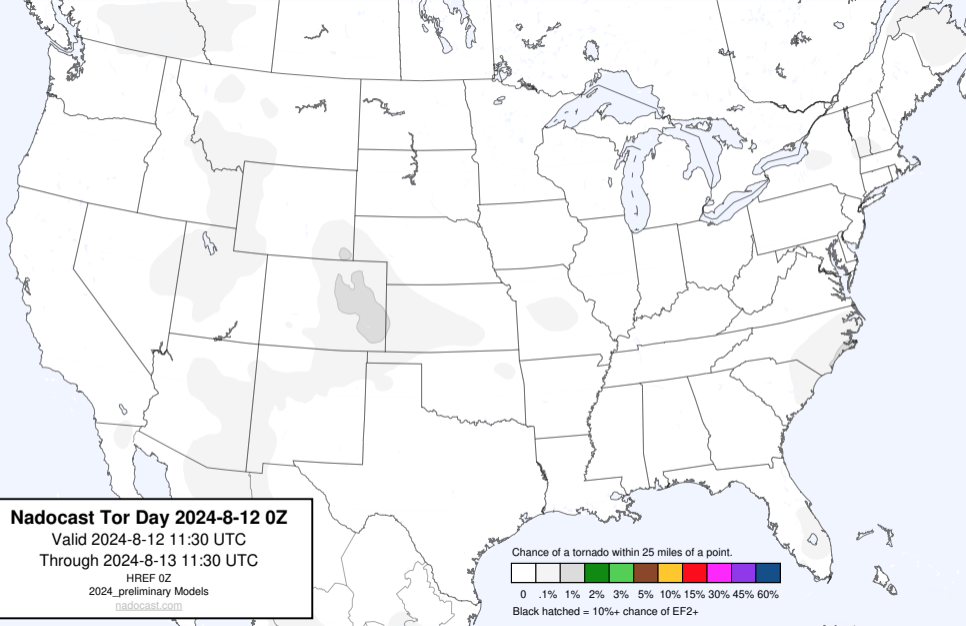 Nadocast Tor Day 2024-8-12 0Z
Valid 2024-8-12 11:30 UTC
Through 2024-8-13 11:30 UTC
HREF 0Z
2024_preliminary Models
nadocast.com
Chance of a tornado within 25 miles of a point.
0 .1% 1% 2% 3% 5% 10% 15% 30% 45% 60%
Black hatched = 10%+ chance of EF2+